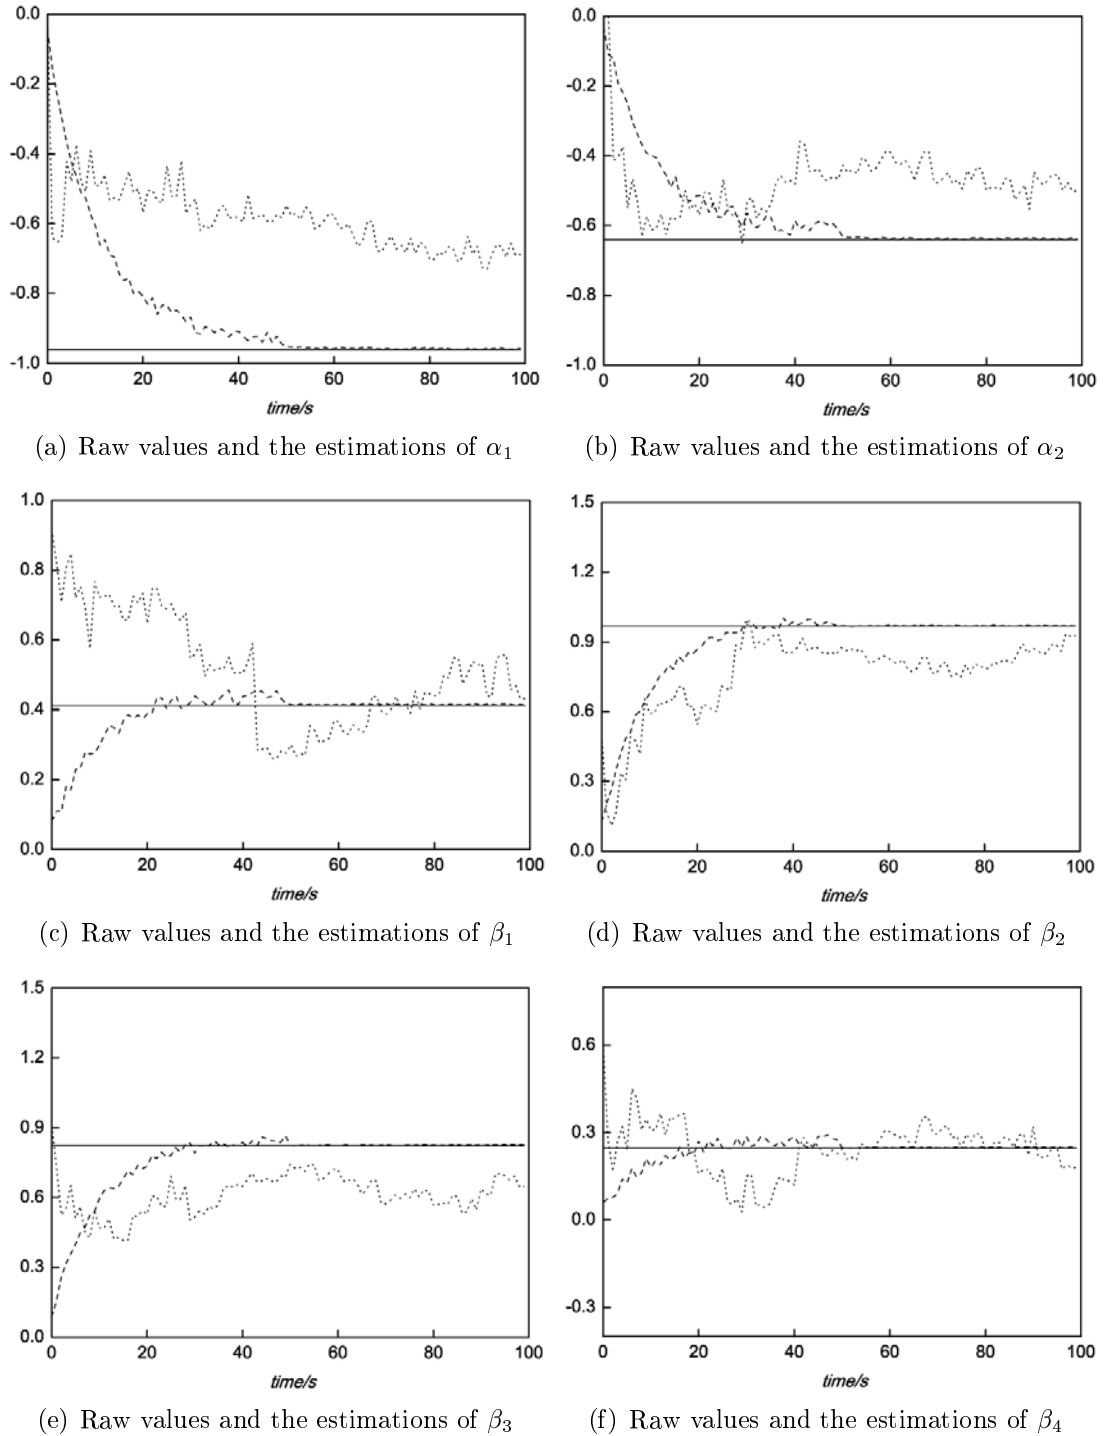 0.0
-0.2
-0.4
-0.6
-0.8
-1.0
0 20 40 60 80 100
time/s
(a) Raw values and the estimations of α₁
0.0
-0.2
-0.4
-0.6
-0.8
-1.0
0 20 40 60 80 100
time/s
(b) Raw values and the estimations of α₂
1.0
0.8
0.6
0.4
0.2
0.0
0 20 40 60 80 100
time/s
(c) Raw values and the estimations of β₁
1.5
1.2
0.9
0.6
0.3
0.0
0 20 40 60 80 100
time/s
(d) Raw values and the estimations of β₂
1.5
1.2
0.9
0.6
0.3
0.0
0 20 40 60 80 100
time/s
(e) Raw values and the estimations of β₃
0.6
0.3
0.0
-0.3
0 20 40 60 80 100
time/s
(f) Raw values and the estimations of β₄